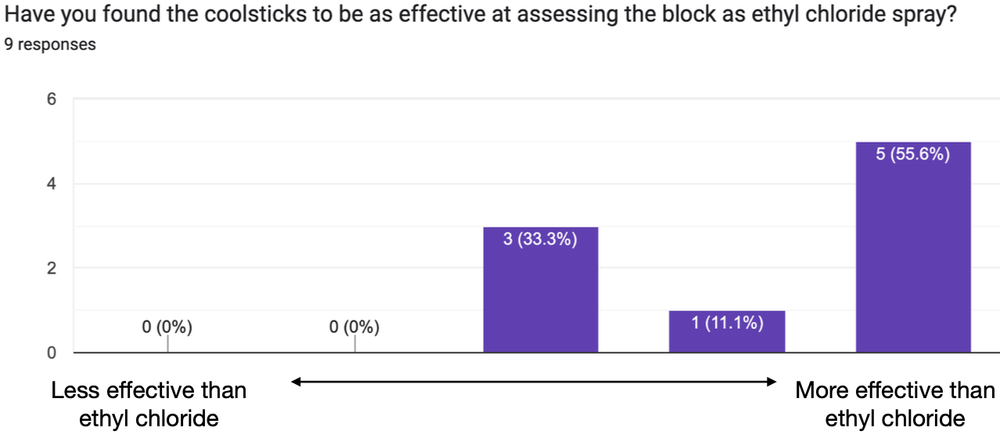 Have you found the coolsticks to be as effective at assessing the block as ethyl chloride spray?
9 responses
6
4
2
0
0 (0%)
0 (0%)
3 (33.3%)
1 (11.1%)
5 (55.6%)
Less effective than
ethyl chloride
More effective than
ethyl chloride